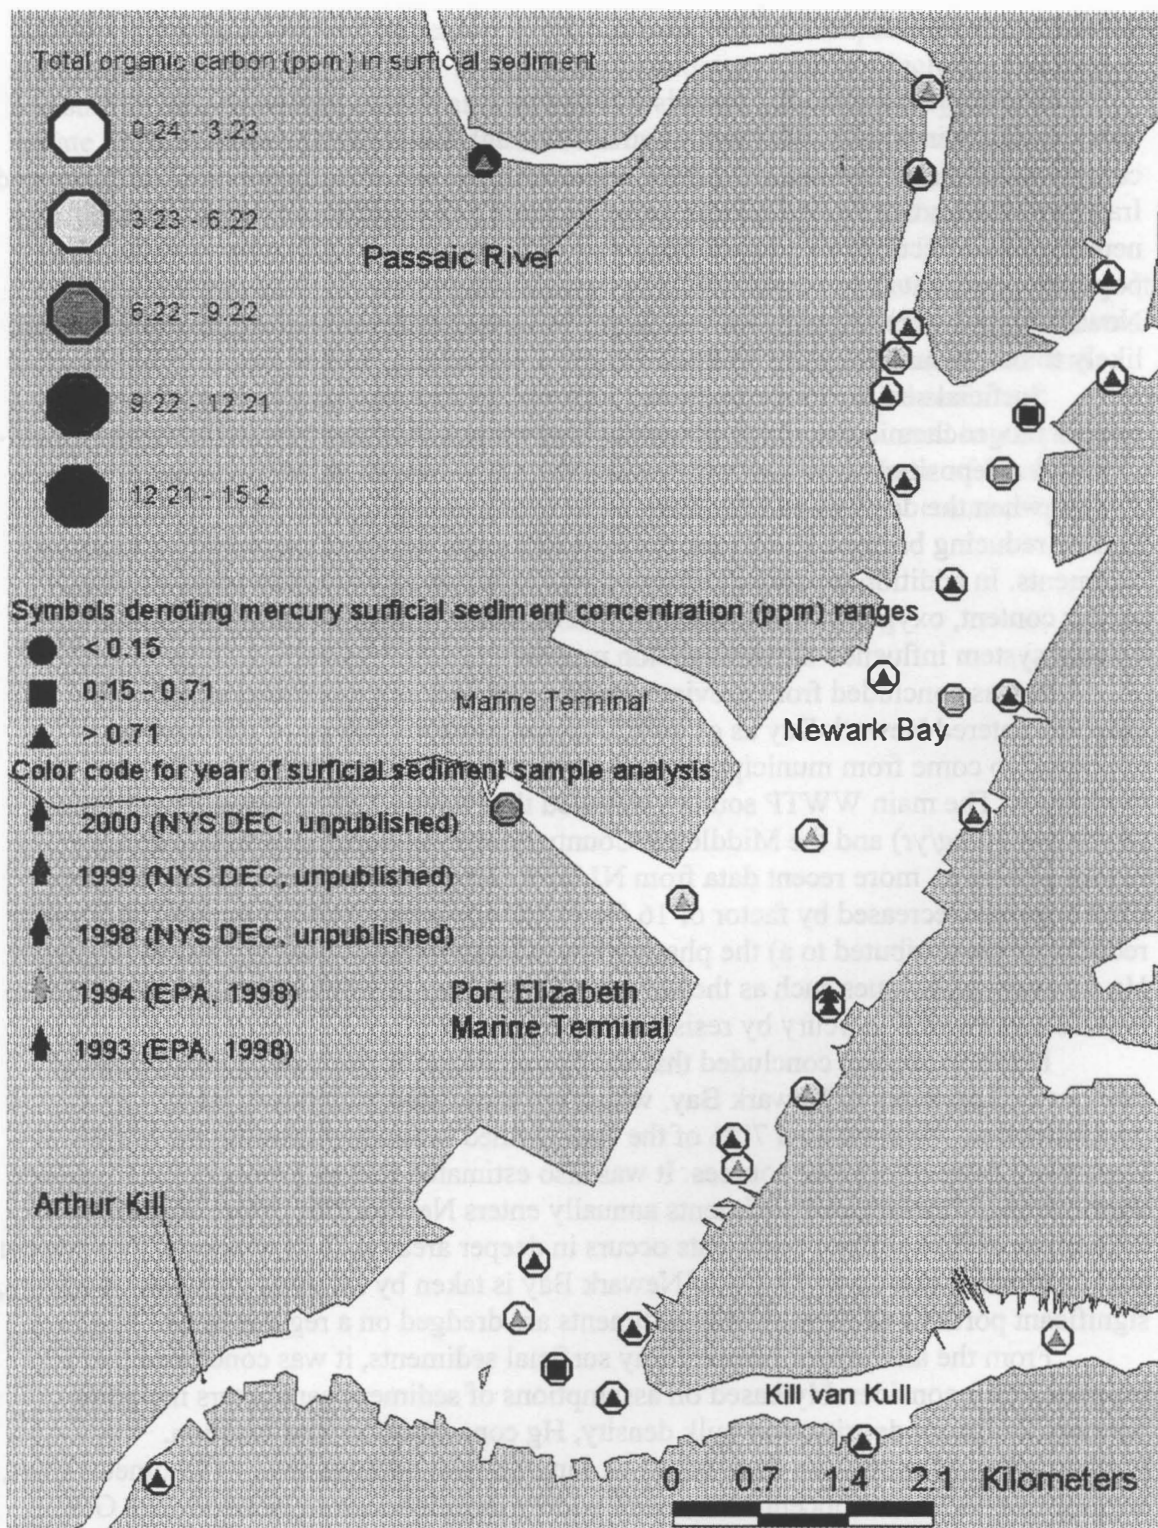 Total organic carbon (ppm) in surficial sediment
0.24 - 3.23
3.23 - 6.22
6.22 - 9.22
9.22 - 12.21
12.21 - 15.2
Passaic River
Symbols denoting mercury surficial sediment concentration (ppm) ranges
< 0.15
0.15 - 0.71
> 0.71
Marine Terminal
Newark Bay
Color code for year of surficial sediment sample analysis
2000 (NYS DEC, unpublished)
1999 (NYS DEC, unpublished)
1998 (NYS DEC, unpublished)
1994 (EPA, 1998)
1993 (EPA, 1998)
Port Elizabeth
Marine Terminal
Arthur Kill
Kill van Kull
0 0.7 1.4 2.1 Kilometers